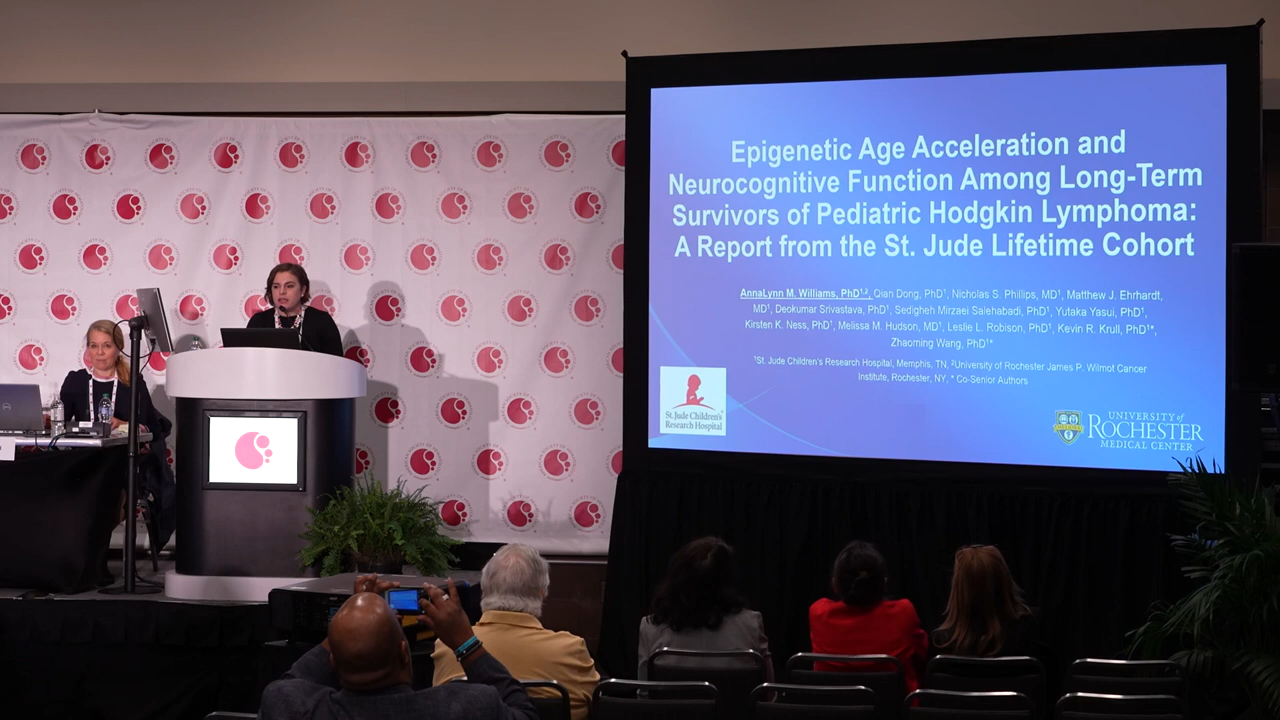 Epigenetic Age Acceleration and
Neurocognitive Function Among Long-Term
Survivors of Pediatric Hodgkin Lymphoma:
A Report from the St. Jude Lifetime Cohort
AnnaLynn M. Williams, PhD¹,², Qian Dong, PhD¹, Nicholas S. Phillips, MD¹, Matthew J. Ehrhardt,
MD¹, Deokumar Srivastava, PhD¹, Sedigheh Mirzaei Salehabadi, PhD¹, Yutaka Yasui, PhD¹,
Kirsten K. Ness, PhD¹, Melissa M. Hudson, MD¹, Leslie L. Robison, PhD¹, Kevin R. Krull, PhD¹*,
Zhaoming Wang, PhD¹*
¹St. Jude Children's Research Hospital, Memphis, TN, ²University of Rochester James P. Wilmot Cancer
Institute, Rochester, NY, * Co-Senior Authors
St. Jude Children's
Research Hospital
UNIVERSITY of
ROCHESTER
MEDICAL CENTER